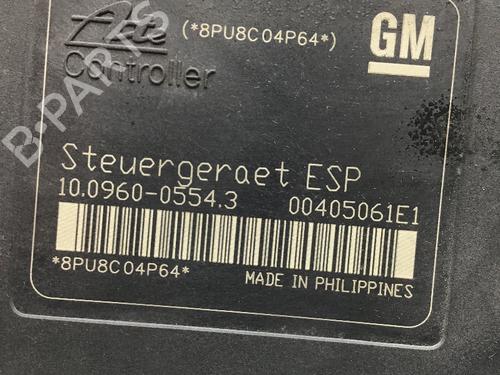 Ate (*8PU8C04P64*) GM
Controller
B-PARTS
Steuergeraet ESP
10.0960-0554.3 00405061E1
*8PU8C04P64* MADE IN PHILIPPINES